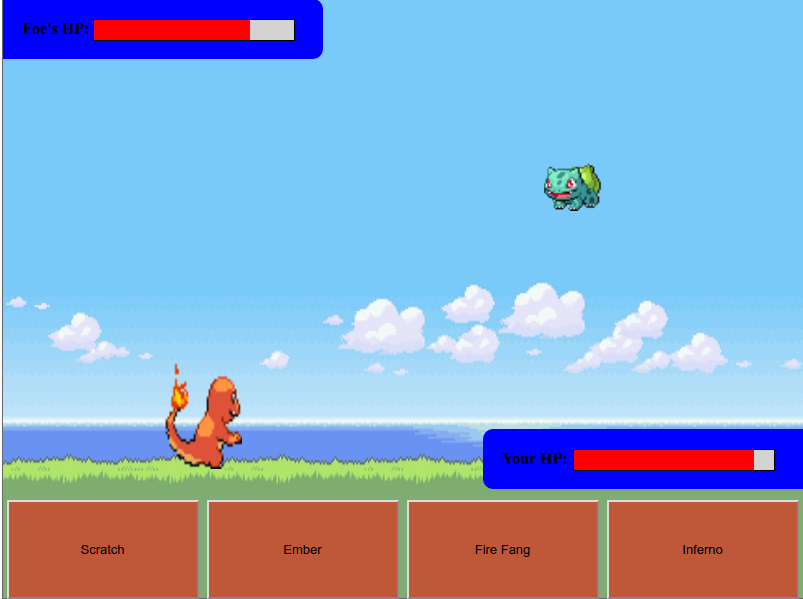 Foe's HP:
Your HP:
Scratch
Ember
Fire Fang
Inferno